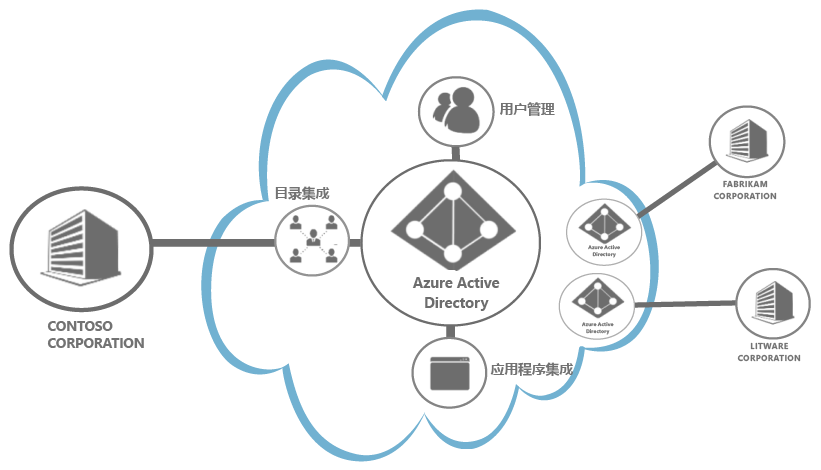 用户管理
目录集成
Azure Active
Directory
CONTOSO
CORPORATION
应用程序集成
Azure Active
Directory
Azure Active
Directory
FABRIKAM
CORPORATION
LITWARE
CORPORATION